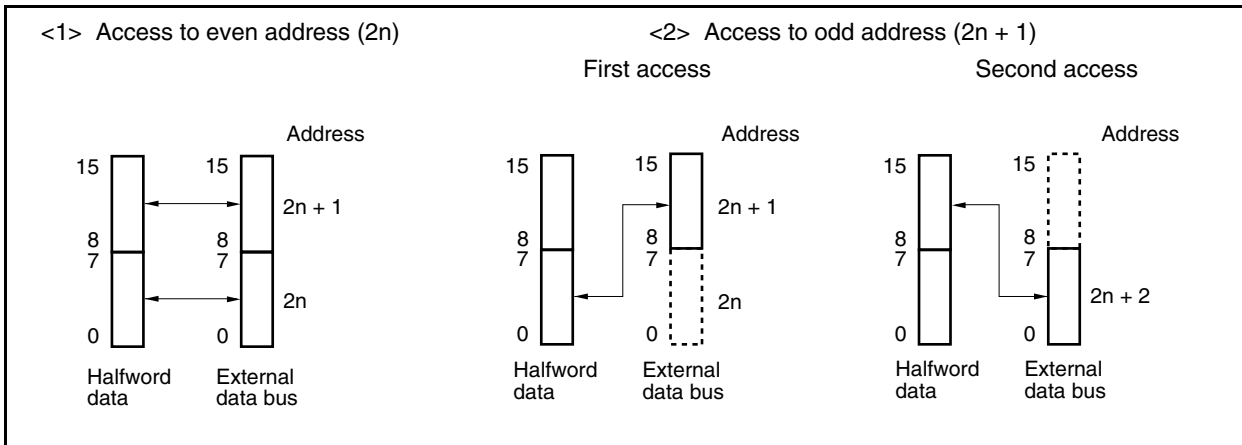 <1> Access to even address (2n)
<2> Access to odd address (2n + 1)
First access
Second access
Address
15
15
2n + 1
8
8
7
7
2n
0
0
Halfword
data
External
data bus
Address
15
15
2n + 1
8
8
7
7
2n
0
0
Halfword
data
External
data bus
Address
15
15
8
8
7
7
2n + 2
0
0
Halfword
data
External
data bus